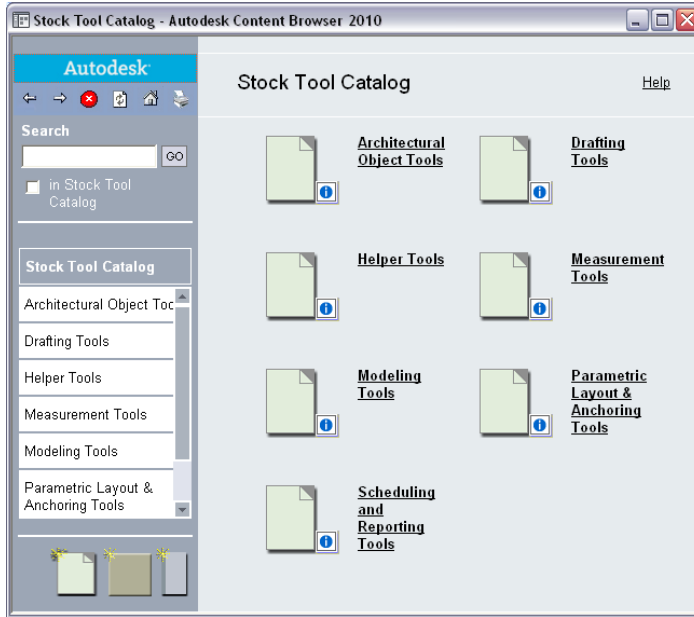 Stock Tool Catalog - Autodesk Content Browser 2010
Autodesk
Search
GO
in Stock Tool
Catalog
Stock Tool Catalog
Architectural Object Too
Drafting Tools
Helper Tools
Measurement Tools
Modeling Tools
Parametric Layout &
Anchoring Tools
Stock Tool Catalog
Help
Architectural
Object Tools
Drafting
Tools
Helper Tools
Measurement
Tools
Modeling
Tools
Parametric
Layout &
Anchoring
Tools
Scheduling
and
Reporting
Tools